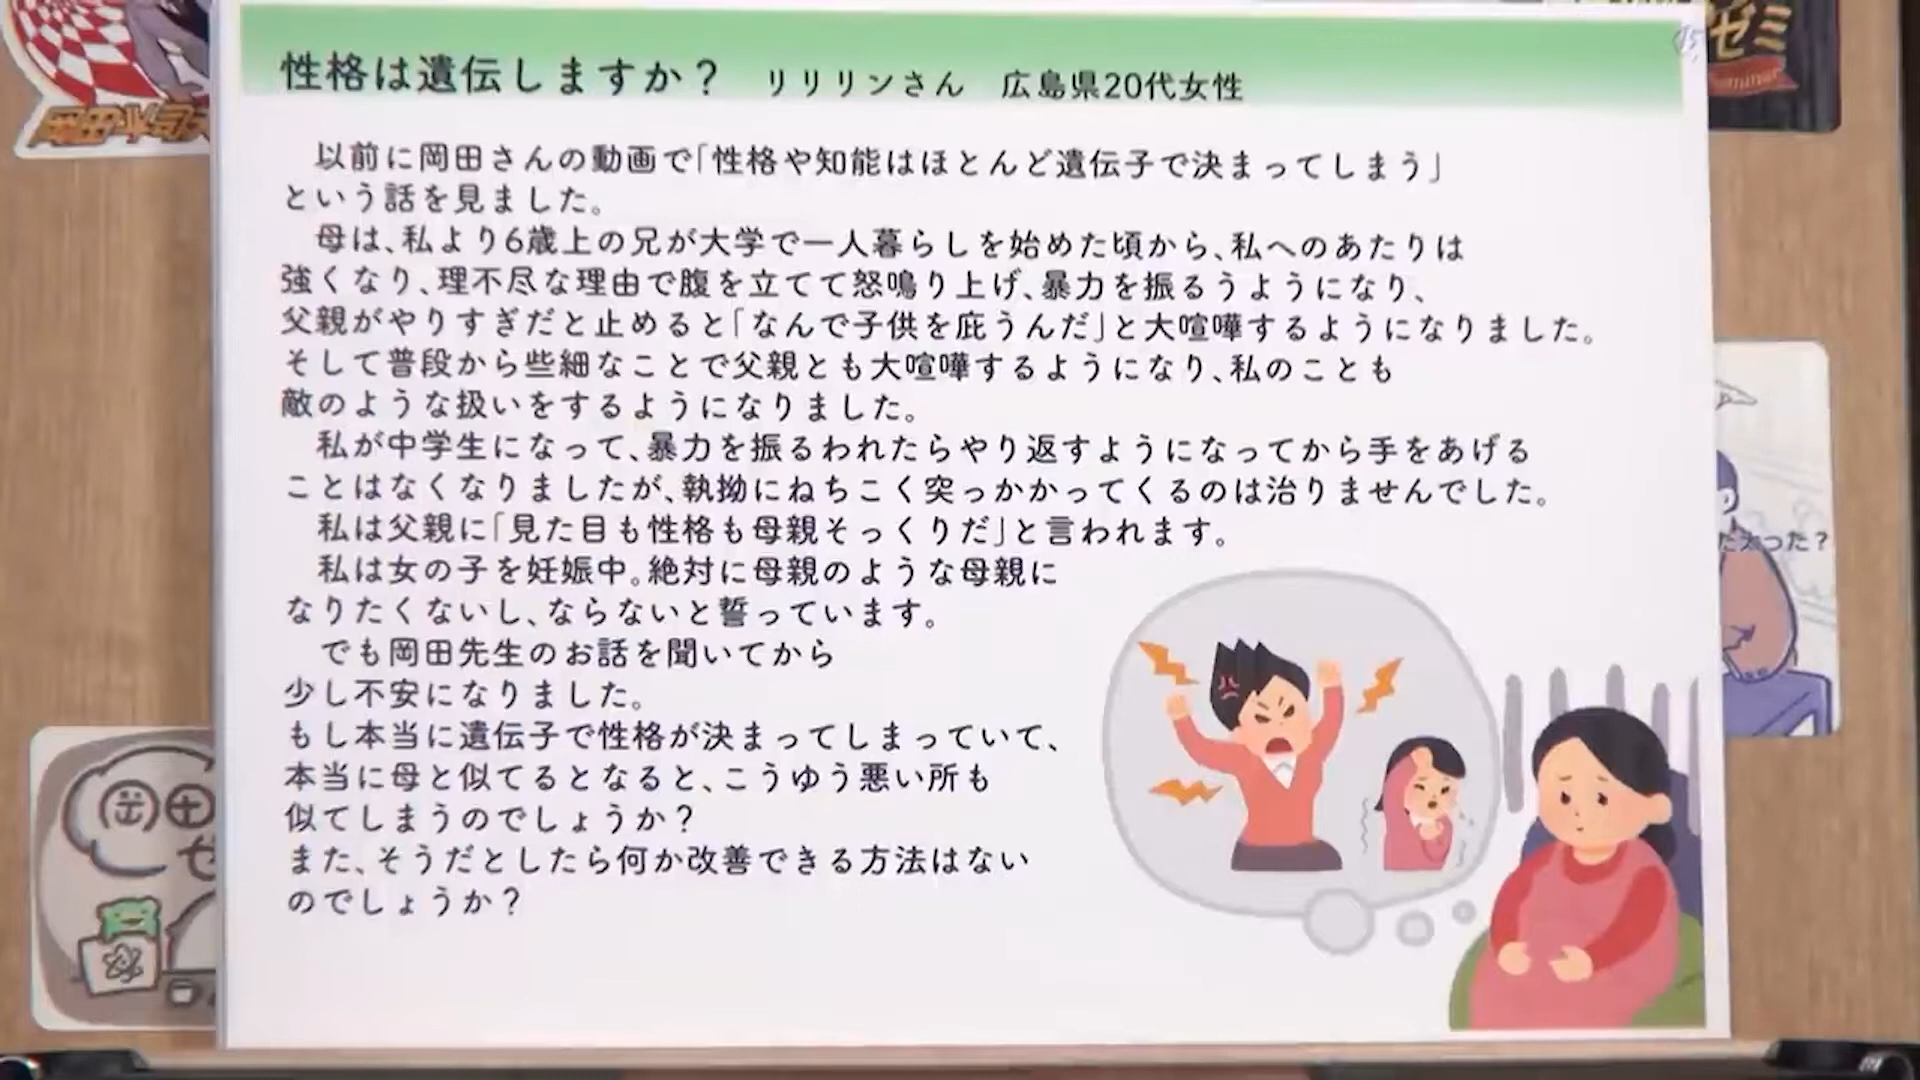 性格は遺伝しますか？ リリリンさん 広島県20代女性
以前に岡田さんの動画で「性格や知能はほとんど遺伝子で決まってしまう」
という話を見ました。
母は、私より6歳上の兄が大学で一人暮らしを始めた頃から、私へのあたりは
強くなり、理不尽な理由で腹を立てて怒鳴り上げ、暴力を振るうようになり、
父親がやりすぎだと止めると「なんで子供を庇うんだ」と大喧嘩するようになりました。
そして普段から些細なことで父親とも大喧嘩するようになり、私のことも
敵のような扱いをするようになりました。
私が中学生になって、暴力を振るわれたらやり返すようになってから手をあげる
ことはなくなりましたが、執拗にねちこく突っかかってくるのは治りませんでした。
私は父親に「見た目も性格も母親そっくりだ」と言われます。
私は女の子を妊娠中。絶対に母親のような母親に
なりたくないし、ならないと誓っています。
でも岡田先生のお話を聞いてから
少し不安になりました。
もし本当に遺伝子で性格が決まってしまっていて、
本当に母と似てるとなると、こうゆう悪い所も
似てしまうのでしょうか？
また、そうだとしたら何か改善できる方法はない
のでしょうか？
ゼミ
岡田
ゼ
た？